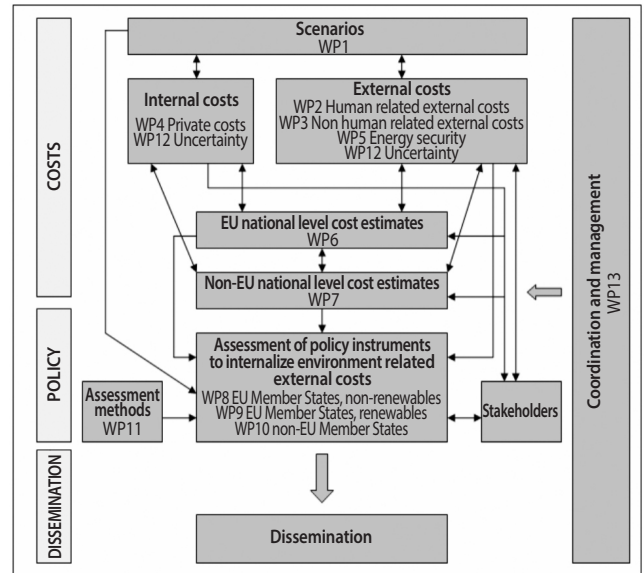 Scenarios
WP1
Internal costs
WP4 Private costs
WP12 Uncertainty
External costs
WP2 Human related external costs
WP3 Non human related external costs
WP5 Energy security
WP12 Uncertainty
COSTS
EU national level cost estimates
WP6
Non-EU national level cost estimates
WP7
Coordination and management
WP13
POLICY
Assessment of policy instruments
to internalize environment related
external costs
WP8 EU Member States, non-renewables
WP9 EU Member States, renewables
WP10 non-EU Member States
Assessment
methods
WP11
Stakeholders
DISSEMINATION
Dissemination